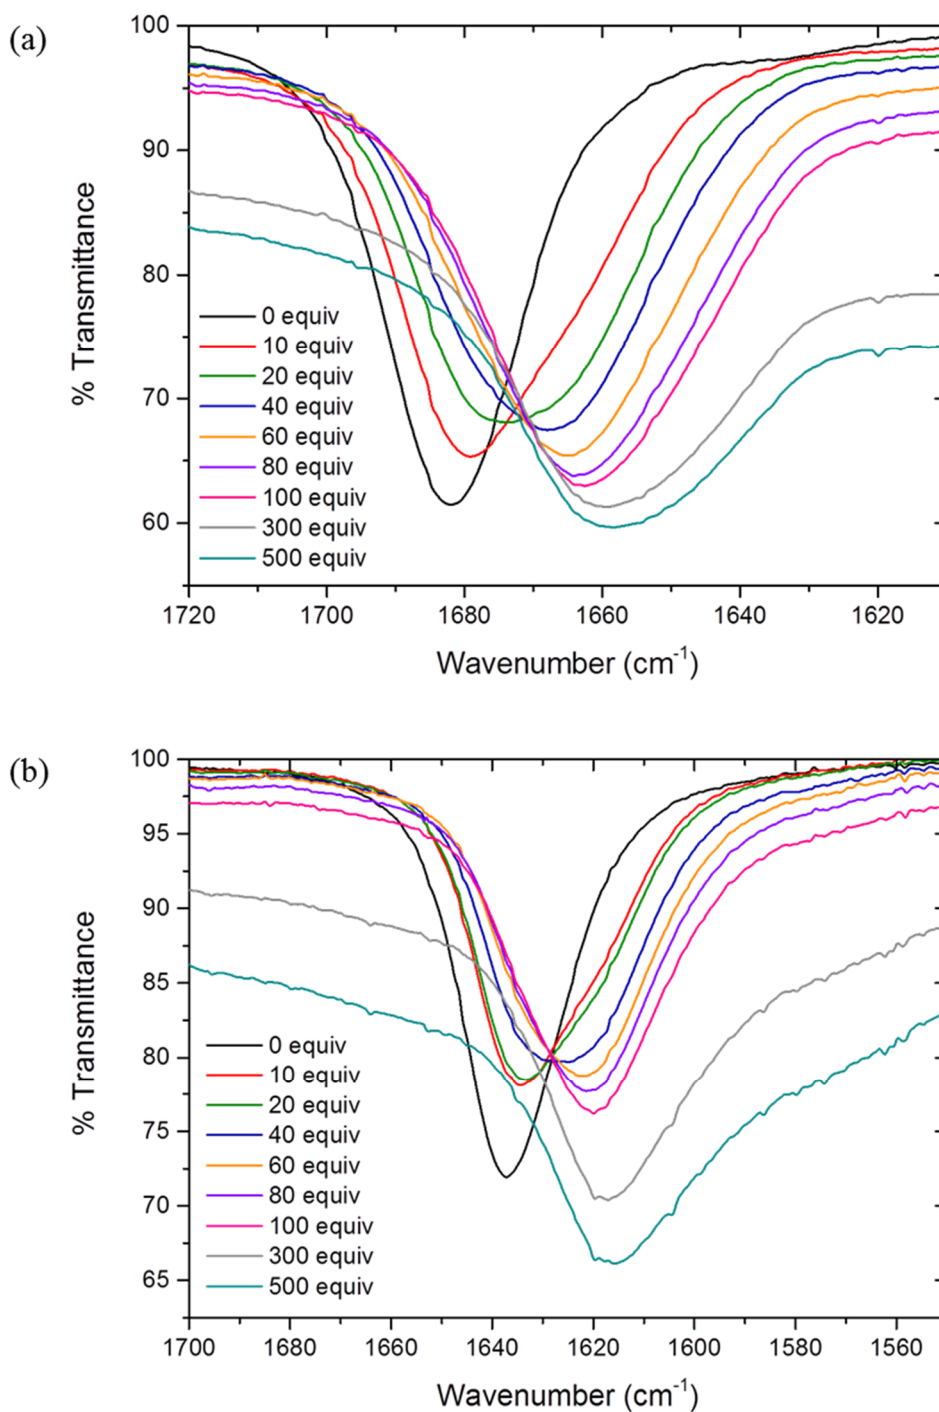 (a)
100
90
80
70
60
% Transmittance
0 equiv
10 equiv
20 equiv
40 equiv
60 equiv
80 equiv
100 equiv
300 equiv
500 equiv
1720 1700 1680 1660 1640 1620
Wavenumber (cm⁻¹)
(b)
100
95
90
85
80
75
70
65
% Transmittance
0 equiv
10 equiv
20 equiv
40 equiv
60 equiv
80 equiv
100 equiv
300 equiv
500 equiv
1700 1680 1660 1640 1620 1600 1580 1560
Wavenumber (cm⁻¹)